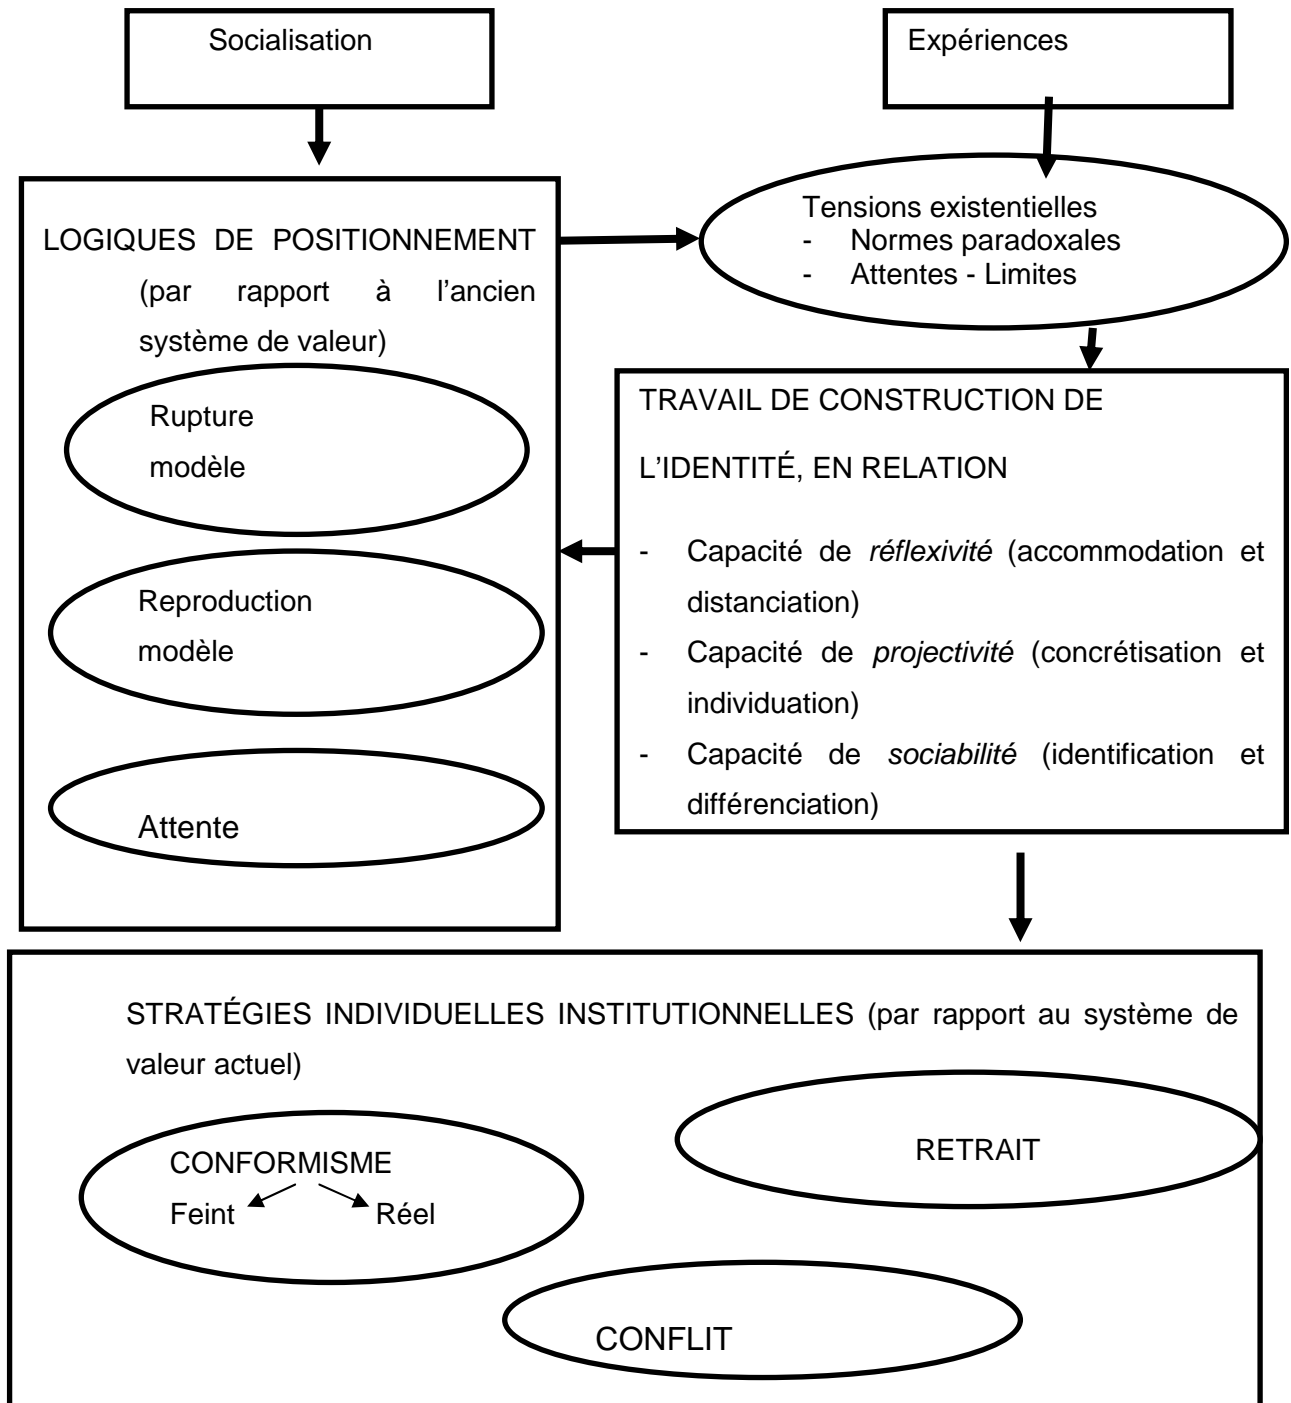 Socialisation
Expériences
LOGIQUES DE POSITIONNEMENT
(par rapport à l’ancien
système de valeur)
Rupture
modèle
Reproduction
modèle
Attente
Tensions existentielles
- Normes paradoxales
- Attentes - Limites
TRAVAIL DE CONSTRUCTION DE
L’IDENTITÉ, EN RELATION
- Capacité de réflexivité (accommodation et
distanciation)
- Capacité de projectivité (concrétisation et
individuation)
- Capacité de sociabilité (identification et
différenciation)
STRATÉGIES INDIVIDUELLES INSTITUTIONNELLES (par rapport au système de
valeur actuel)
CONFORMISME
Feint Réel
RETRAIT
CONFLIT